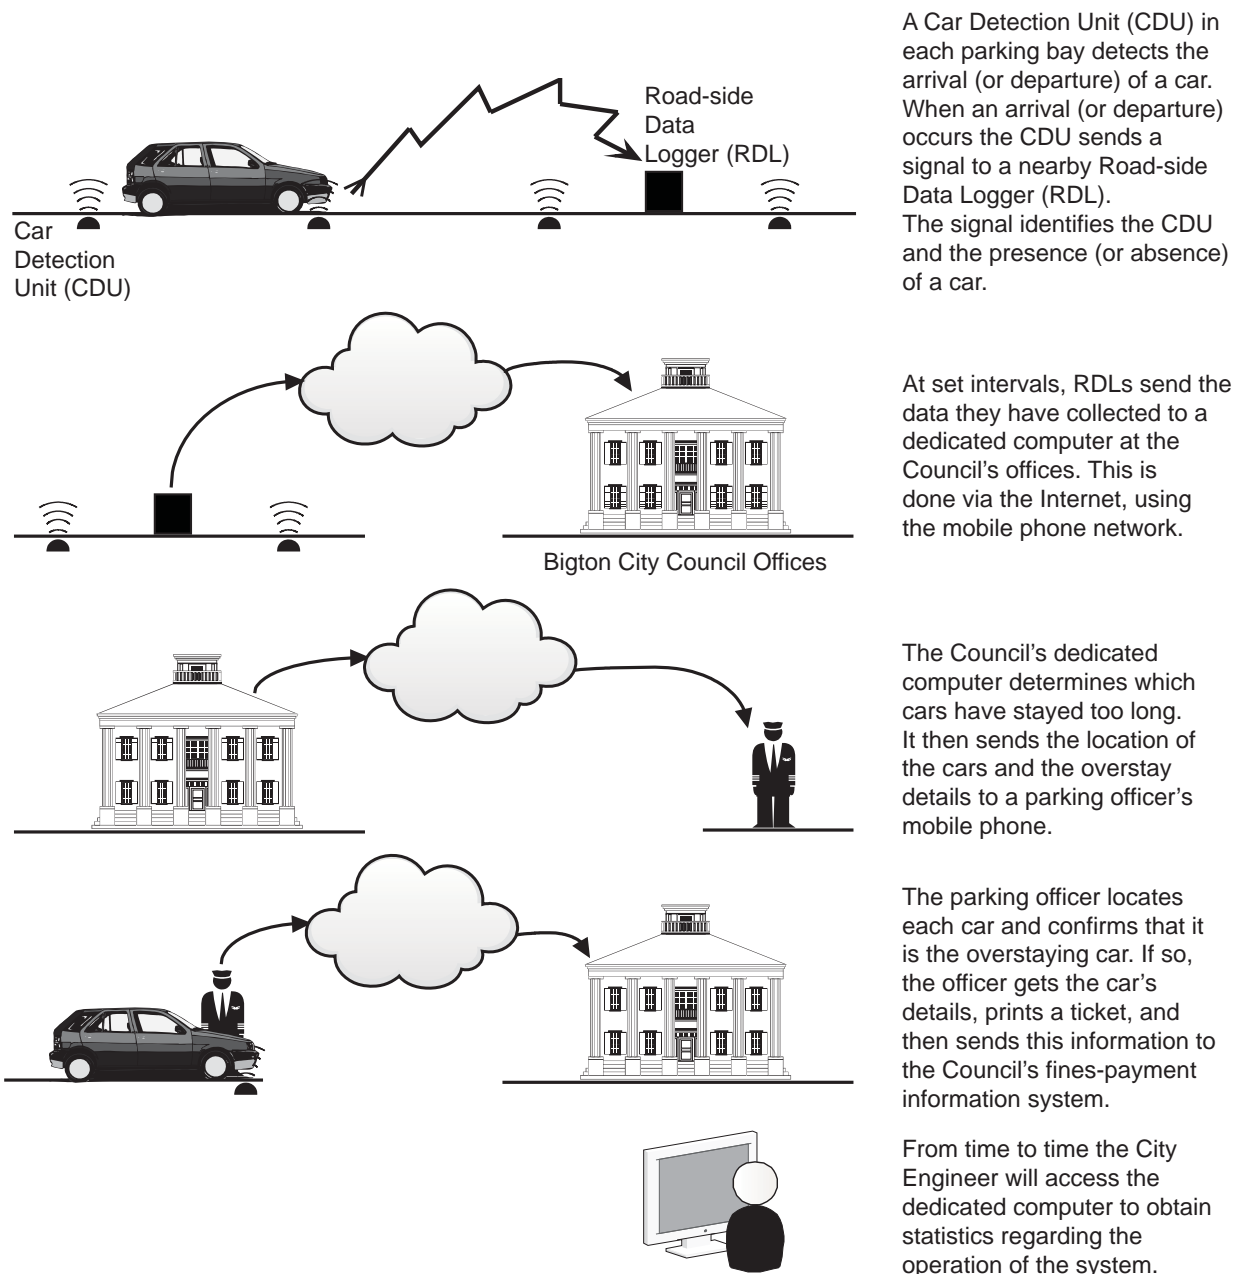 A Car Detection Unit (CDU) in
each parking bay detects the
arrival (or departure) of a car.
When an arrival (or departure)
occurs the CDU sends a
signal to a nearby Road-side
Data Logger (RDL).
The signal identifies the CDU
and the presence (or absence)
of a car.
Road-side
Data
Logger (RDL)
Car
Detection
Unit (CDU)
At set intervals, RDLs send the
data they have collected to a
dedicated computer at the
Council’s offices. This is
done via the Internet, using
the mobile phone network.
Bigton City Council Offices
The Council’s dedicated
computer determines which
cars have stayed too long.
It then sends the location of
the cars and the overstay
details to a parking officer’s
mobile phone.
The parking officer locates
each car and confirms that it
is the overstaying car. If so,
the officer gets the car’s
details, prints a ticket, and
then sends this information to
the Council’s fines-payment
information system.
From time to time the City
Engineer will access the
dedicated computer to obtain
statistics regarding the
operation of the system.